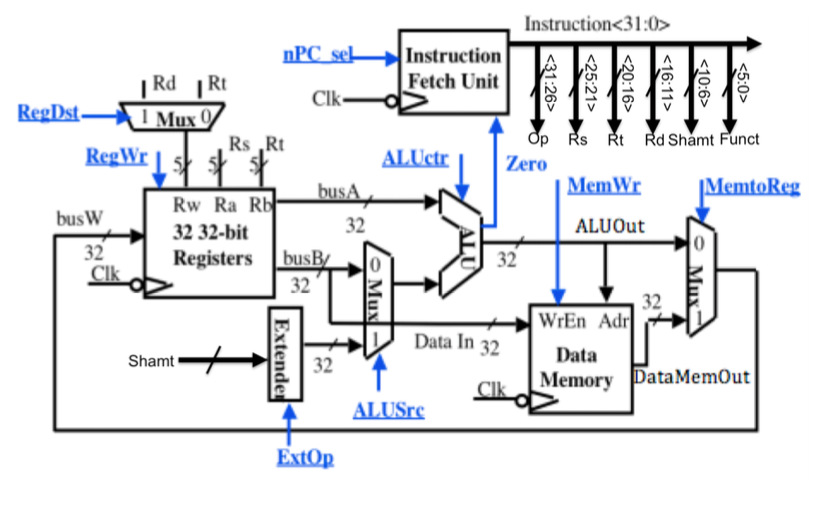 Instruction<31:0>
nPC_sel
Instruction
Fetch Unit
Clk
<31:26>
<25:21>
<20:16>
<16:11>
<10:6>
<5:0>
Op Rs Rt Rd Shamt Funct
Rd Rt
RegDst
1 Mux 0
RegWr
5 5 5
Rs Rt
ALUctr
Zero
MemWr
MemtoReg
busW
32
Clk
Rw Ra Rb
32 32-bit
Registers
busA
32
busB
32
0
Mux
1
ALU
32
ALUOut
0
Mux
1
Shamt
Extender
32
Data In 32
WrEn Adr
Data
Memory
Clk
32
DataMemOut
ALUSrc
ExtOp